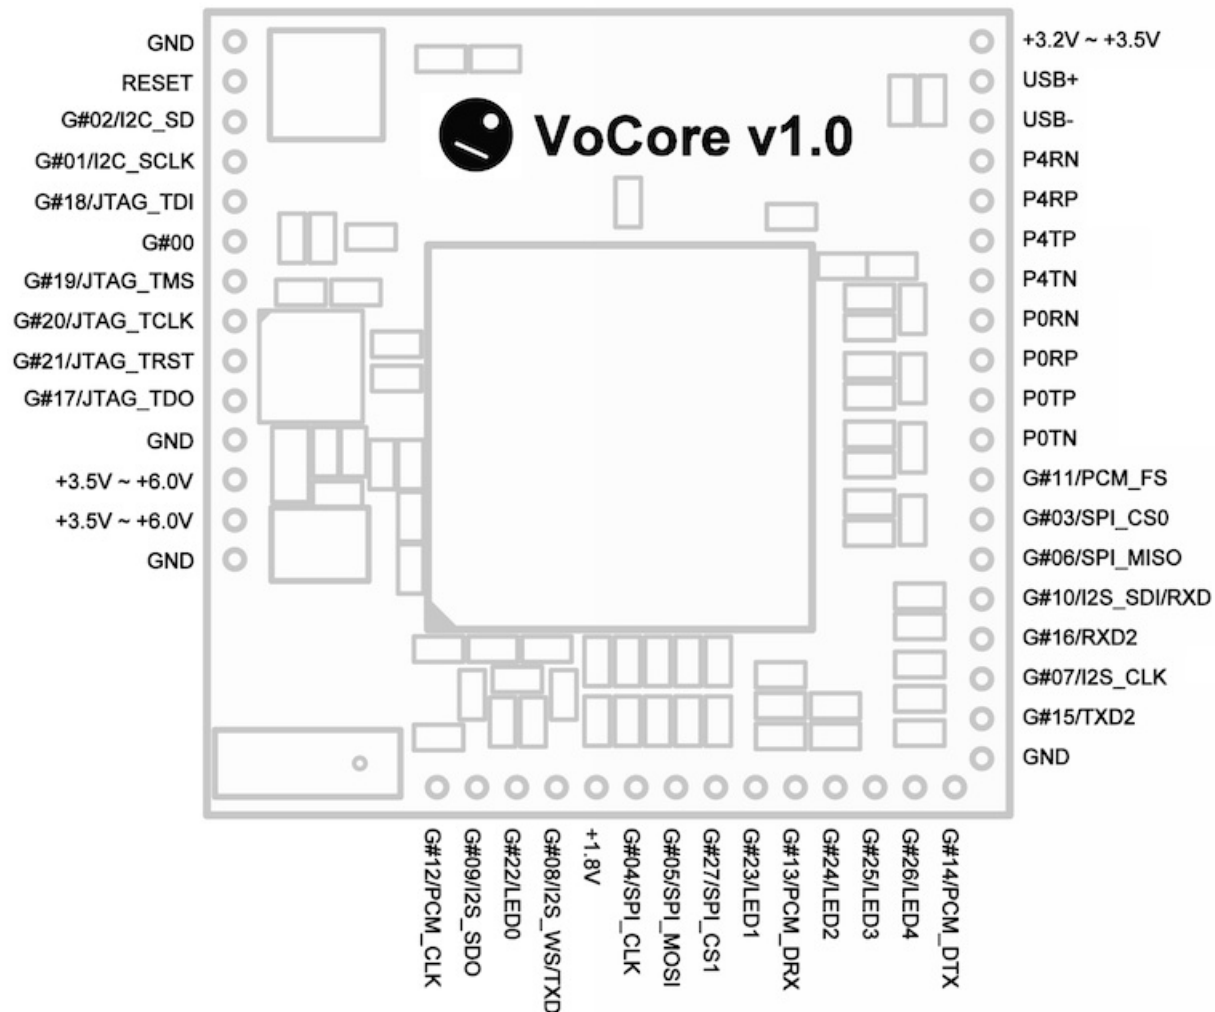 VoCore v1.0
GND
RESET
G#02/I2C_SD
G#01/I2C_SCLK
G#18/JTAG_TDI
G#00
G#19/JTAG_TMS
G#20/JTAG_TCLK
G#21/JTAG_TRST
G#17/JTAG_TDO
GND
+3.5V ~ +6.0V
+3.5V ~ +6.0V
GND
+3.2V ~ +3.5V
USB+
USB-
P4RN
P4RP
P4TP
P4TN
P0RN
P0RP
P0TP
P0TN
G#11/PCM_FS
G#03/SPI_CS0
G#06/SPI_MISO
G#10/I2S_SDI/RXD
G#16/RXD2
G#07/I2S_CLK
G#15/TXD2
GND
G#12/PCM_CLK
G#09/I2S_SDO
G#22/LED0
G#08/I2S_WS/TXD
+1.8V
G#04/SPI_CLK
G#05/SPI_MOSI
G#27/SPI_CS1
G#23/LED1
G#13/PCM_DRX
G#24/LED2
G#25/LED3
G#26/LED4
G#14/PCM_DTX